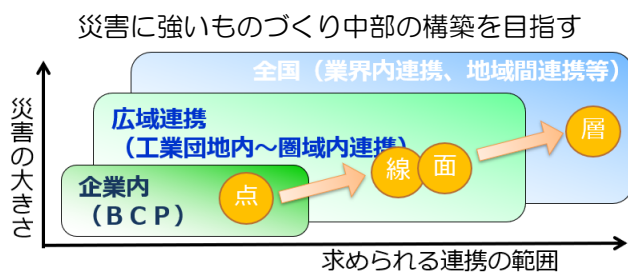 災害に強いものづくり中部の構築を目指す
全国（業界内連携、地域間連携等）
広域連携
（工業団地内～圏域内連携）
企業内
（ＢＣＰ）
点
線
面
層
災害の大きさ
求められる連携の範囲